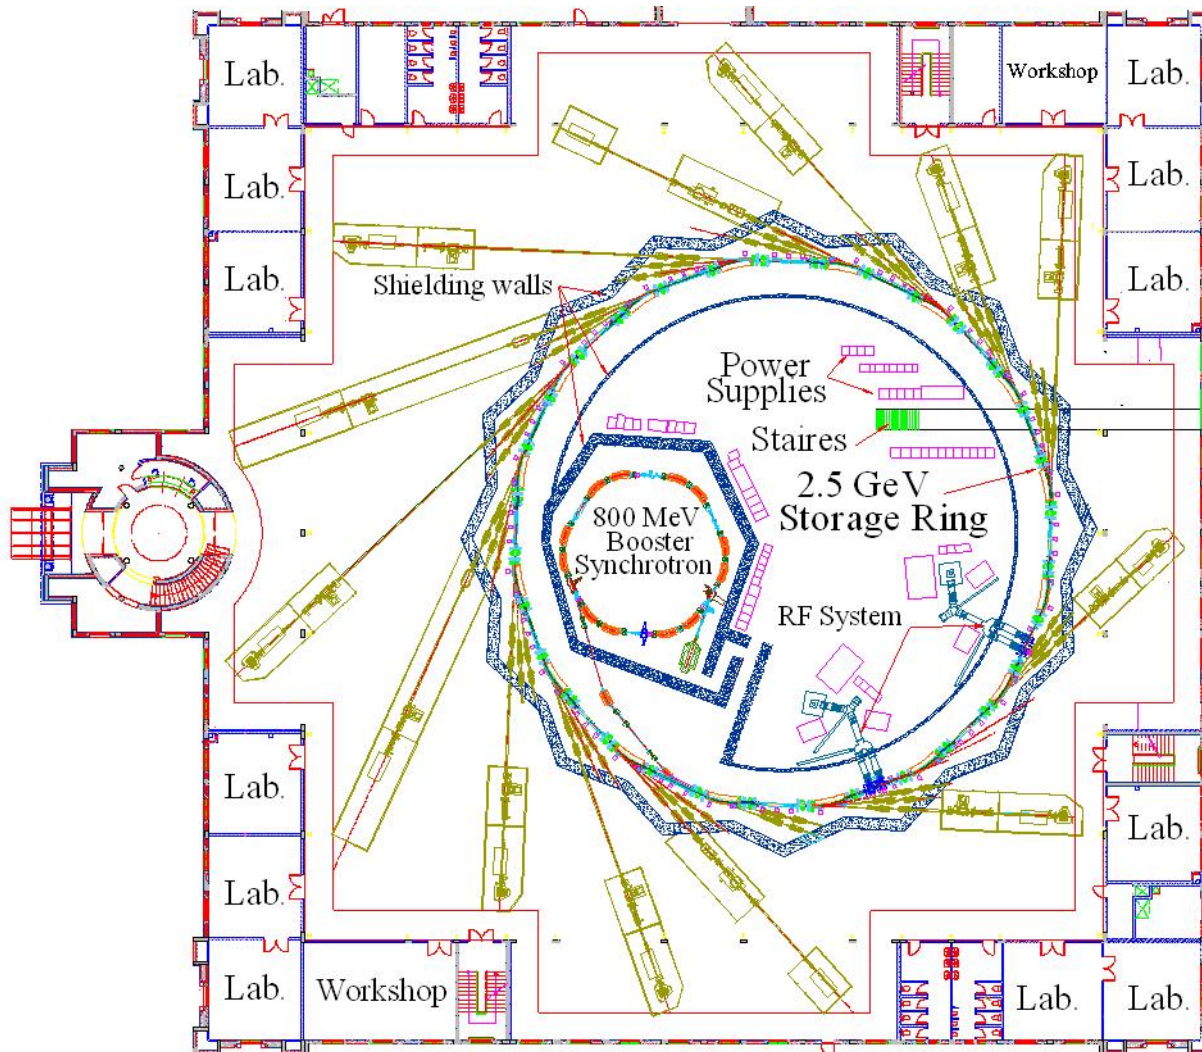 Lab.
Workshop
Lab.
Lab.
Lab.
Lab.
Lab.
Shielding walls
Power
Supplies
Staires
2.5 GeV
Storage Ring
800 MeV
Booster
Synchrotron
RF System
Lab.
Lab.
Lab.
Lab.
Workshop
Lab.
Lab.